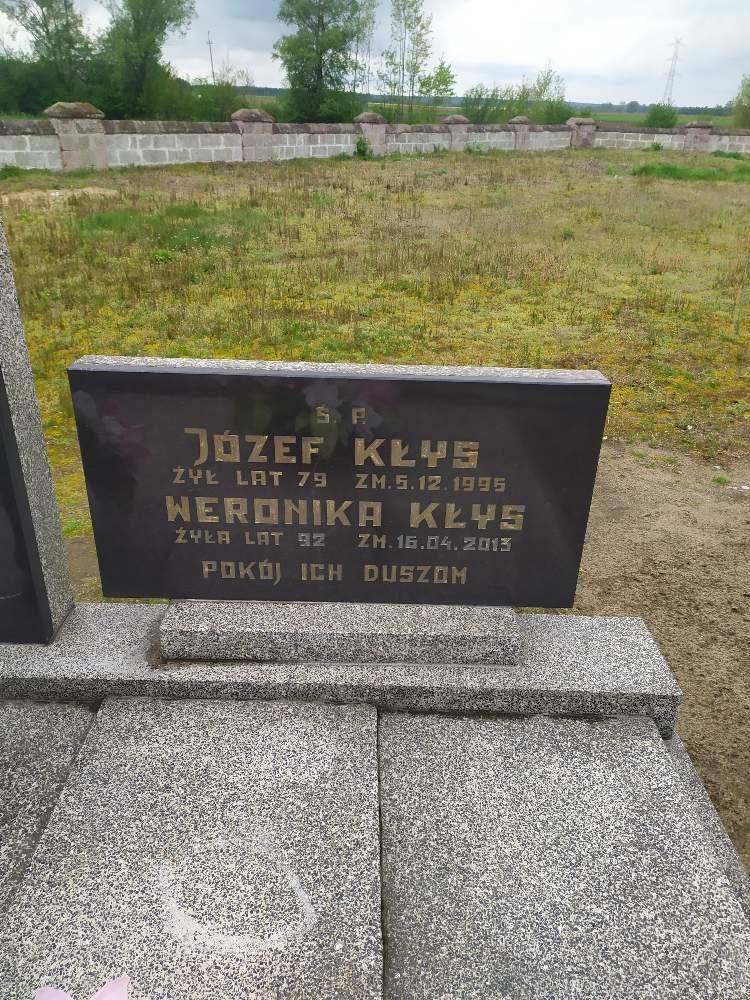 Ś. P.
JÓZEF KŁYS
ŻYŁ LAT 79 ZM. 5.12.1995
WERONIKA KŁYS
ŻYŁA LAT 92 ZM. 16.04.2013
POKÓJ ICH DUSZOM